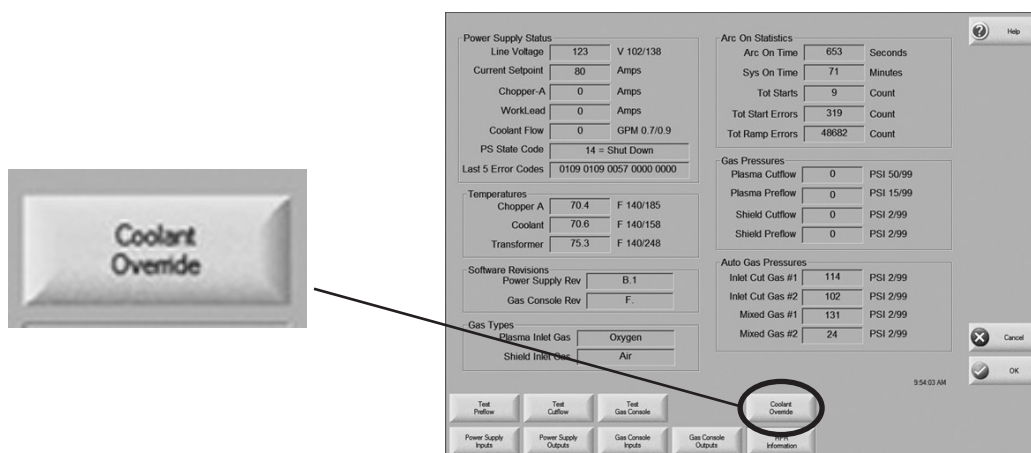 Coolant
Override
Power Supply Status
Line Voltage 123 V 102/138
Current Setpoint 80 Amps
Chopper-A 0 Amps
WorkLead 0 Amps
Coolant Flow 0 GPM 0.7/0.9
PS State Code 14 = Shut Down
Last 5 Error Codes 0109 0109 0057 0000 0000
Temperatures
Chopper A 70.4 F 140/185
Coolant 70.6 F 140/158
Transformer 75.3 F 140/248
Software Revisions
Power Supply Rev B.1
Gas Console Rev F.
Gas Types
Plasma Inlet Gas Oxygen
Shield Inlet Gas Air
Arc On Statistics
Arc On Time 653 Seconds
Sys On Time 71 Minutes
Tot Starts 9 Count
Tot Start Errors 319 Count
Tot Ramp Errors 48682 Count
Gas Pressures
Plasma Cutflow 0 PSI 50/99
Plasma Preflow 0 PSI 15/99
Shield Cutflow 0 PSI 2/99
Shield Preflow 0 PSI 2/99
Auto Gas Pressures
Inlet Cut Gas #1 114 PSI 2/99
Inlet Cut Gas #2 102 PSI 2/99
Mixed Gas #1 131 PSI 2/99
Mixed Gas #2 24 PSI 2/99
Help
Cancel
OK
9:54:03 AM
Test
Preflow
Test
Cutflow
Test
Gas Console
Coolant
Override
Power Supply
Inputs
Power Supply
Outputs
Gas Console
Inputs
Gas Console
Outputs
HPR
Information